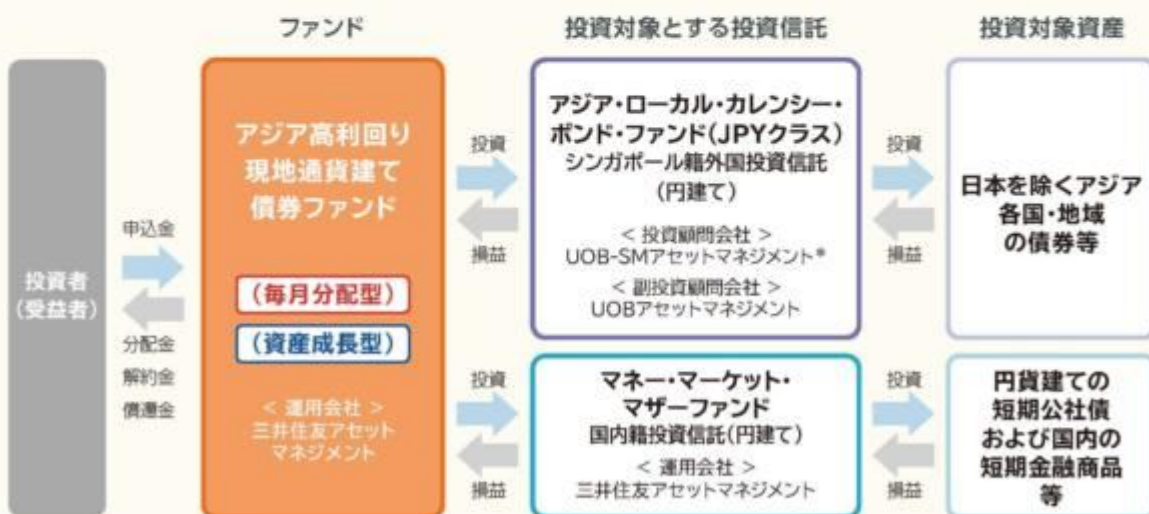 ファンド
投資対象とする投資信託
投資対象資産
投資者
(受益者)
申込金
分配金
解約金
償還金
アジア高利回り
現地通貨建て
債券ファンド
(毎月分配型)
(資産成長型)
< 運用会社 >
三井住友アセット
マネジメント
投資
損益
アジア・ローカル・カレンシー・
ボンド・ファンド(JPYクラス)
シンガポール籍外国投資信託
(円建て)
< 投資顧問会社 >
UOB-SMアセットマネジメント*
< 副投資顧問会社 >
UOBアセットマネジメント
投資
損益
日本を除くアジア
各国・地域
の債券等
投資
損益
マネー・マーケット・
マザーファンド
国内籍投資信託(円建て)
< 運用会社 >
三井住友アセットマネジメント
投資
損益
円貨建ての
短期公社債
および国内の
短期金融商品
等